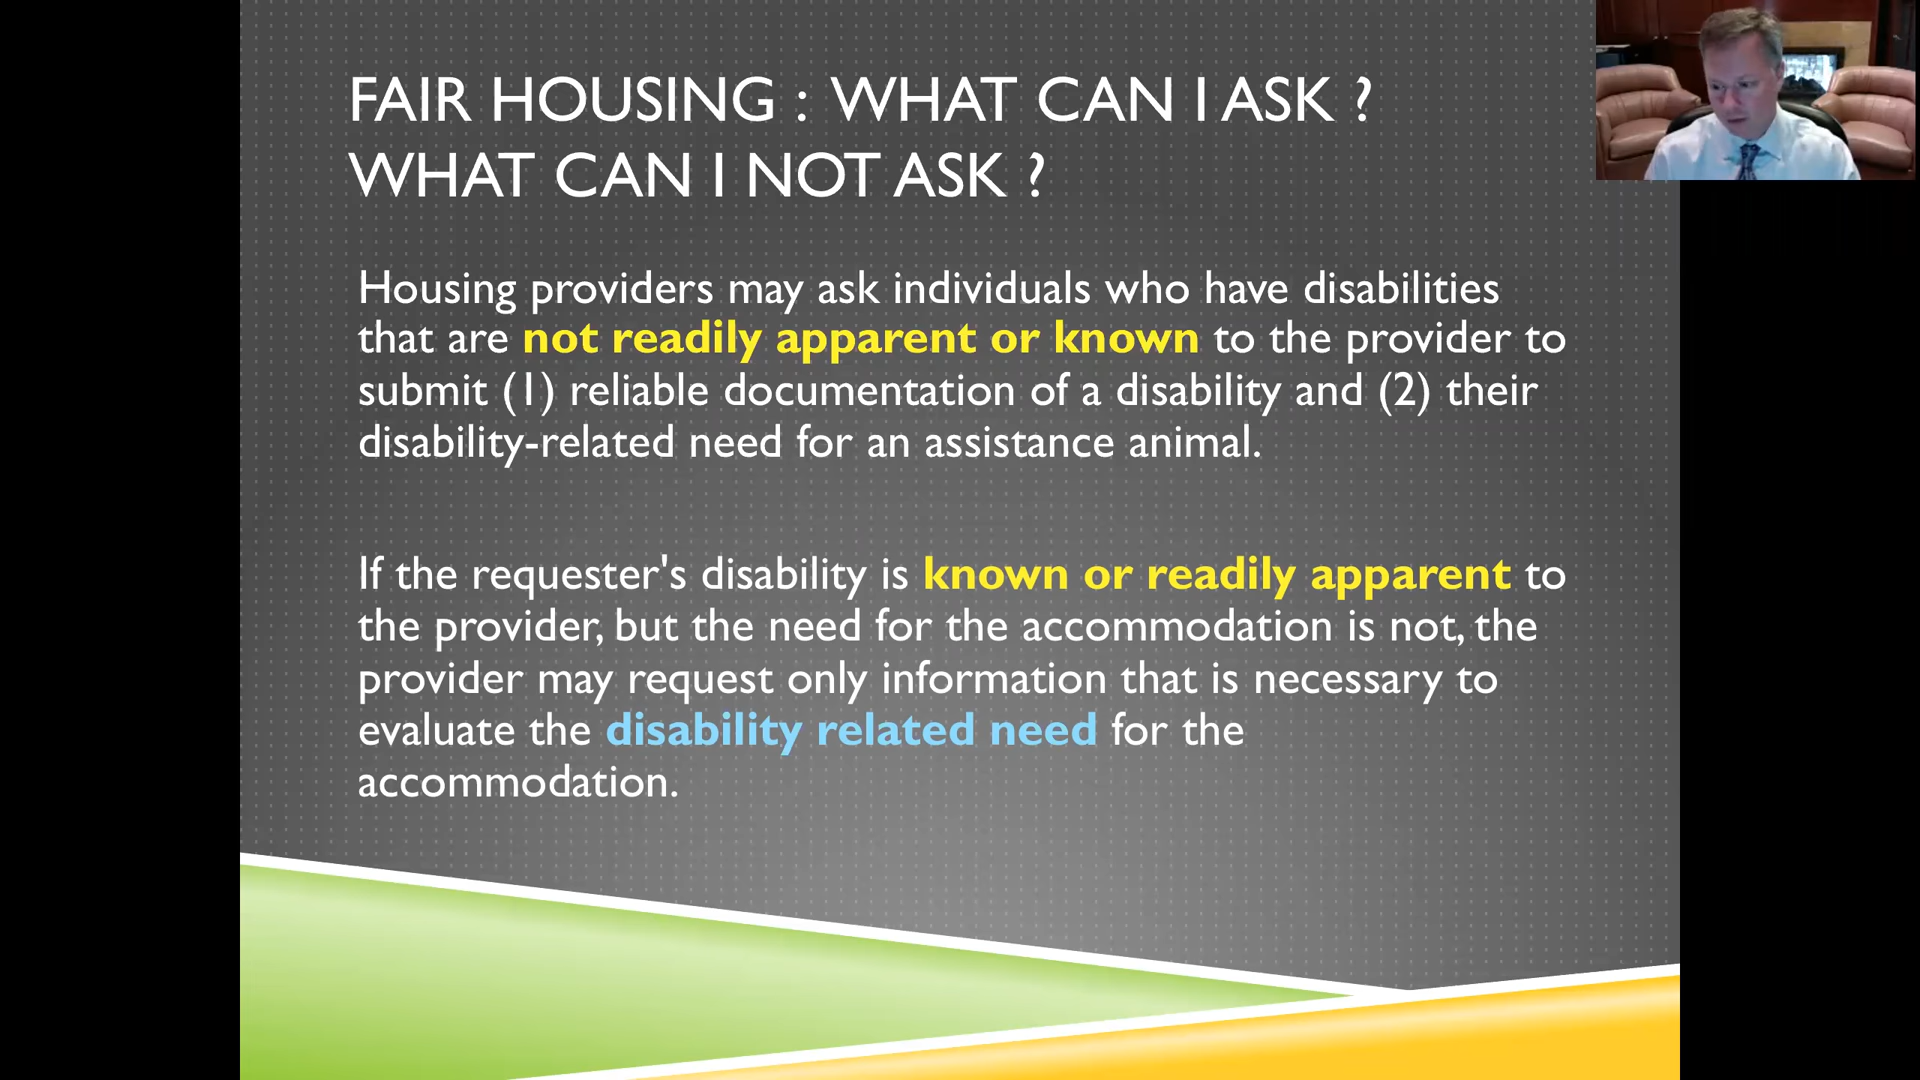 FAIR HOUSING : WHAT CAN I ASK ?
WHAT CAN I NOT ASK ?
Housing providers may ask individuals who have disabilities
that are not readily apparent or known to the provider to
submit (1) reliable documentation of a disability and (2) their
disability-related need for an assistance animal.
If the requester's disability is known or readily apparent to
the provider, but the need for the accommodation is not, the
provider may request only information that is necessary to
evaluate the disability related need for the
accommodation.